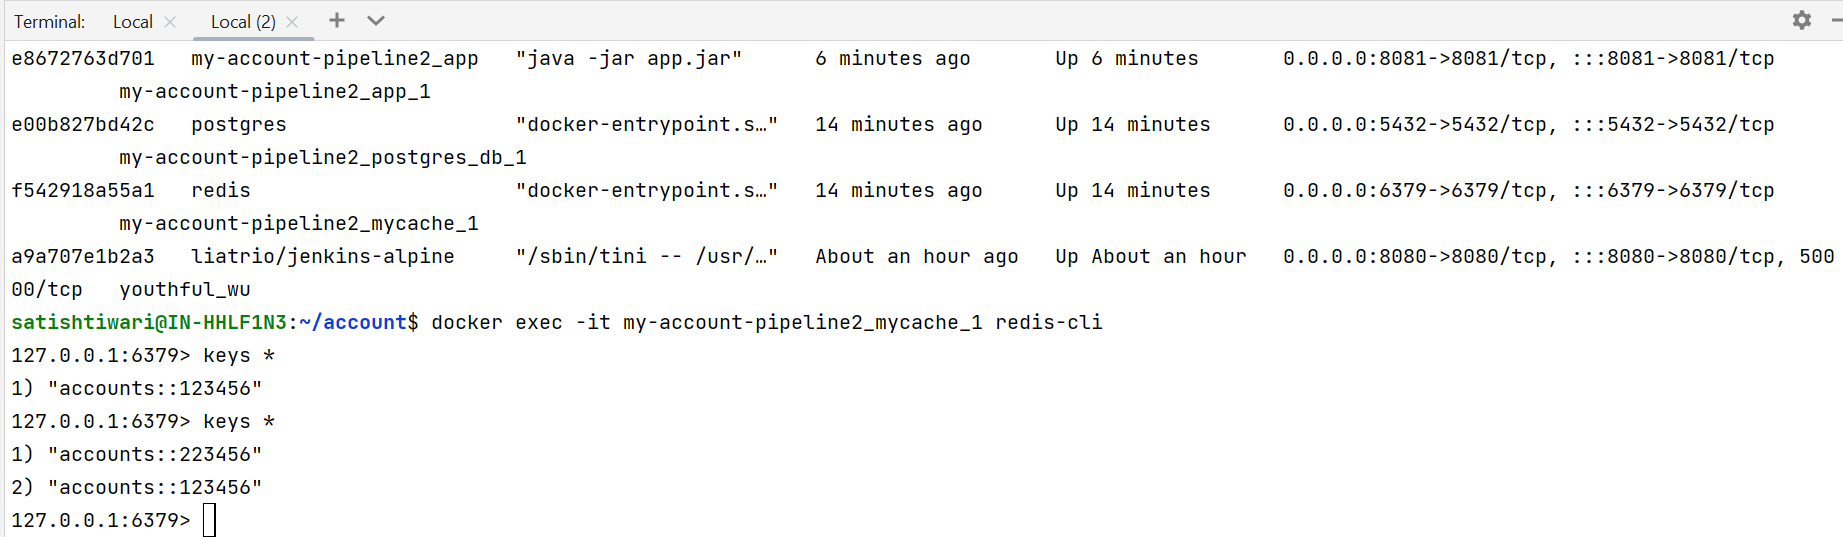 Terminal: Local × Local (2) × +
e8672763d701 my-account-pipeline2_app "java -jar app.jar" 6 minutes ago Up 6 minutes 0.0.0.0:8081->8081/tcp, :::8081->8081/tcp
my-account-pipeline2_app_1
e00b827bd42c postgres "docker-entrypoint.s…" 14 minutes ago Up 14 minutes 0.0.0.0:5432->5432/tcp, :::5432->5432/tcp
my-account-pipeline2_postgres_db_1
f542918a55a1 redis "docker-entrypoint.s…" 14 minutes ago Up 14 minutes 0.0.0.0:6379->6379/tcp, :::6379->6379/tcp
my-account-pipeline2_mycache_1
a9a707e1b2a3 liatrio/jenkins-alpine "/sbin/tini -- /usr/…" About an hour ago Up About an hour 0.0.0.0:8080->8080/tcp, :::8080->8080/tcp, 500
00/tcp youthful_wu
satishtiwari@IN-HHLF1N3:~/account$ docker exec -it my-account-pipeline2_mycache_1 redis-cli
127.0.0.1:6379> keys *
1) "accounts::123456"
127.0.0.1:6379> keys *
1) "accounts::223456"
2) "accounts::123456"
127.0.0.1:6379>